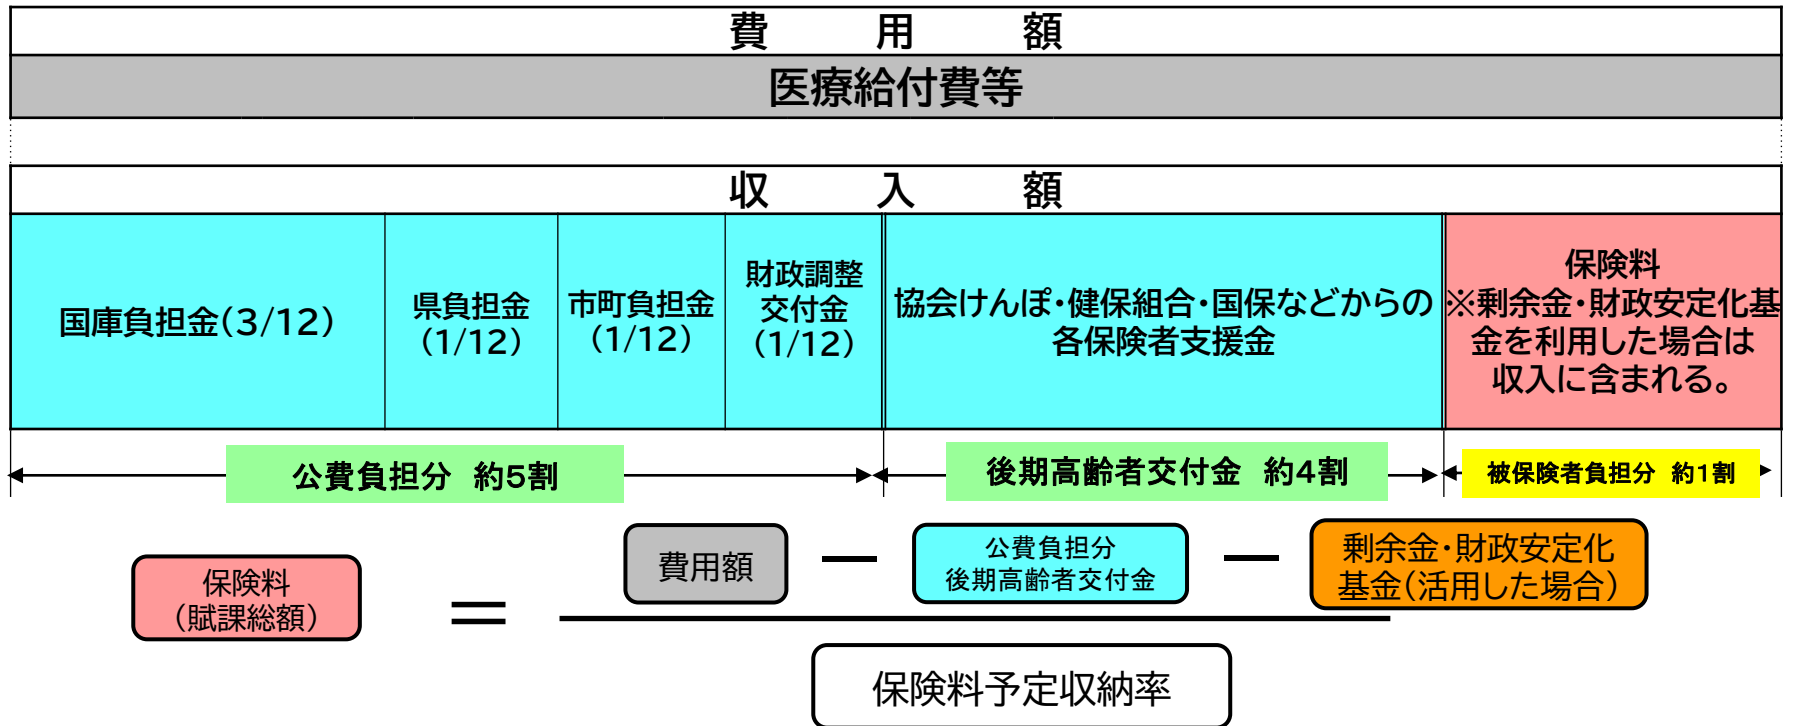 費用額
医療給付費等
収入額
国庫負担金(3/12)
県負担金
(1/12)
市町負担金
(1/12)
財政調整
交付金
(1/12)
協会けんぽ・健保組合・国保などからの
各保険者支援金
保険料
※剰余金・財政安定化基
金を利用した場合は
収入に含まれる。
公費負担分 約5割
後期高齢者交付金 約4割
被保険者負担分 約1割
保険料
(賦課総額)
＝
費用額
ー
公費負担分
後期高齢者交付金
ー
剰余金・財政安定化
基金(活用した場合)
保険料予定収納率